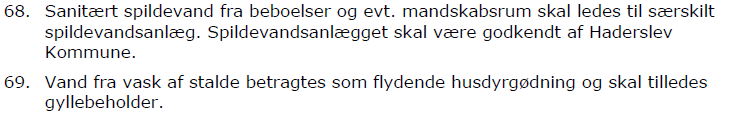 68. Sanitært spildevand fra beboelser og evt. mandskabsrum skal ledes til særskilt
spildevandsanlæg. Spildevandsanlægget skal være godkendt af Haderslev
Kommune.
69. Vand fra vask af stalde betragtes som flydende husdyrgødning og skal tilledes
gyllebeholder.